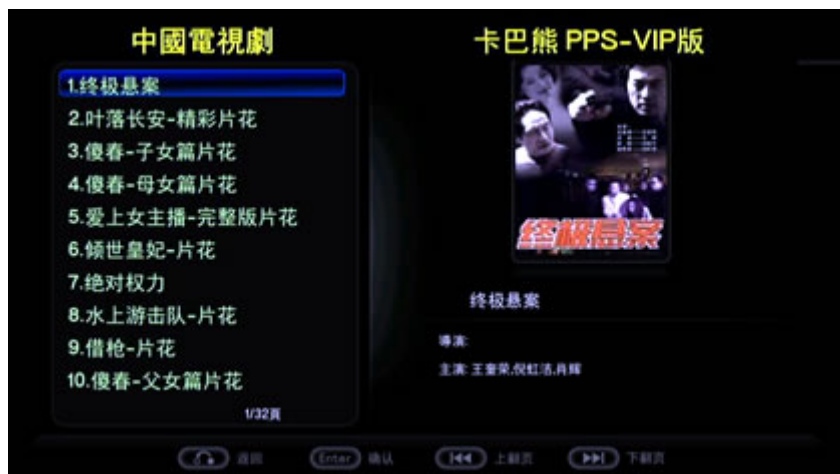 中國電視劇
卡巴熊 PPS-VIP版
1.终极悬案
2.叶落长安-精彩片花
3.傻春-子女篇片花
4.傻春-母女篇片花
5.爱上女主播-完整版片花
6.倾世皇妃-片花
7.绝对权力
8.水上游击队-片花
9.借枪-片花
10.傻春-父女篇片花
1/32頁
终极悬案
终极悬案
導演:
主演: 王奎荣,倪虹洁,肖辉
返回
Enter 确认
上翻页
下翻页